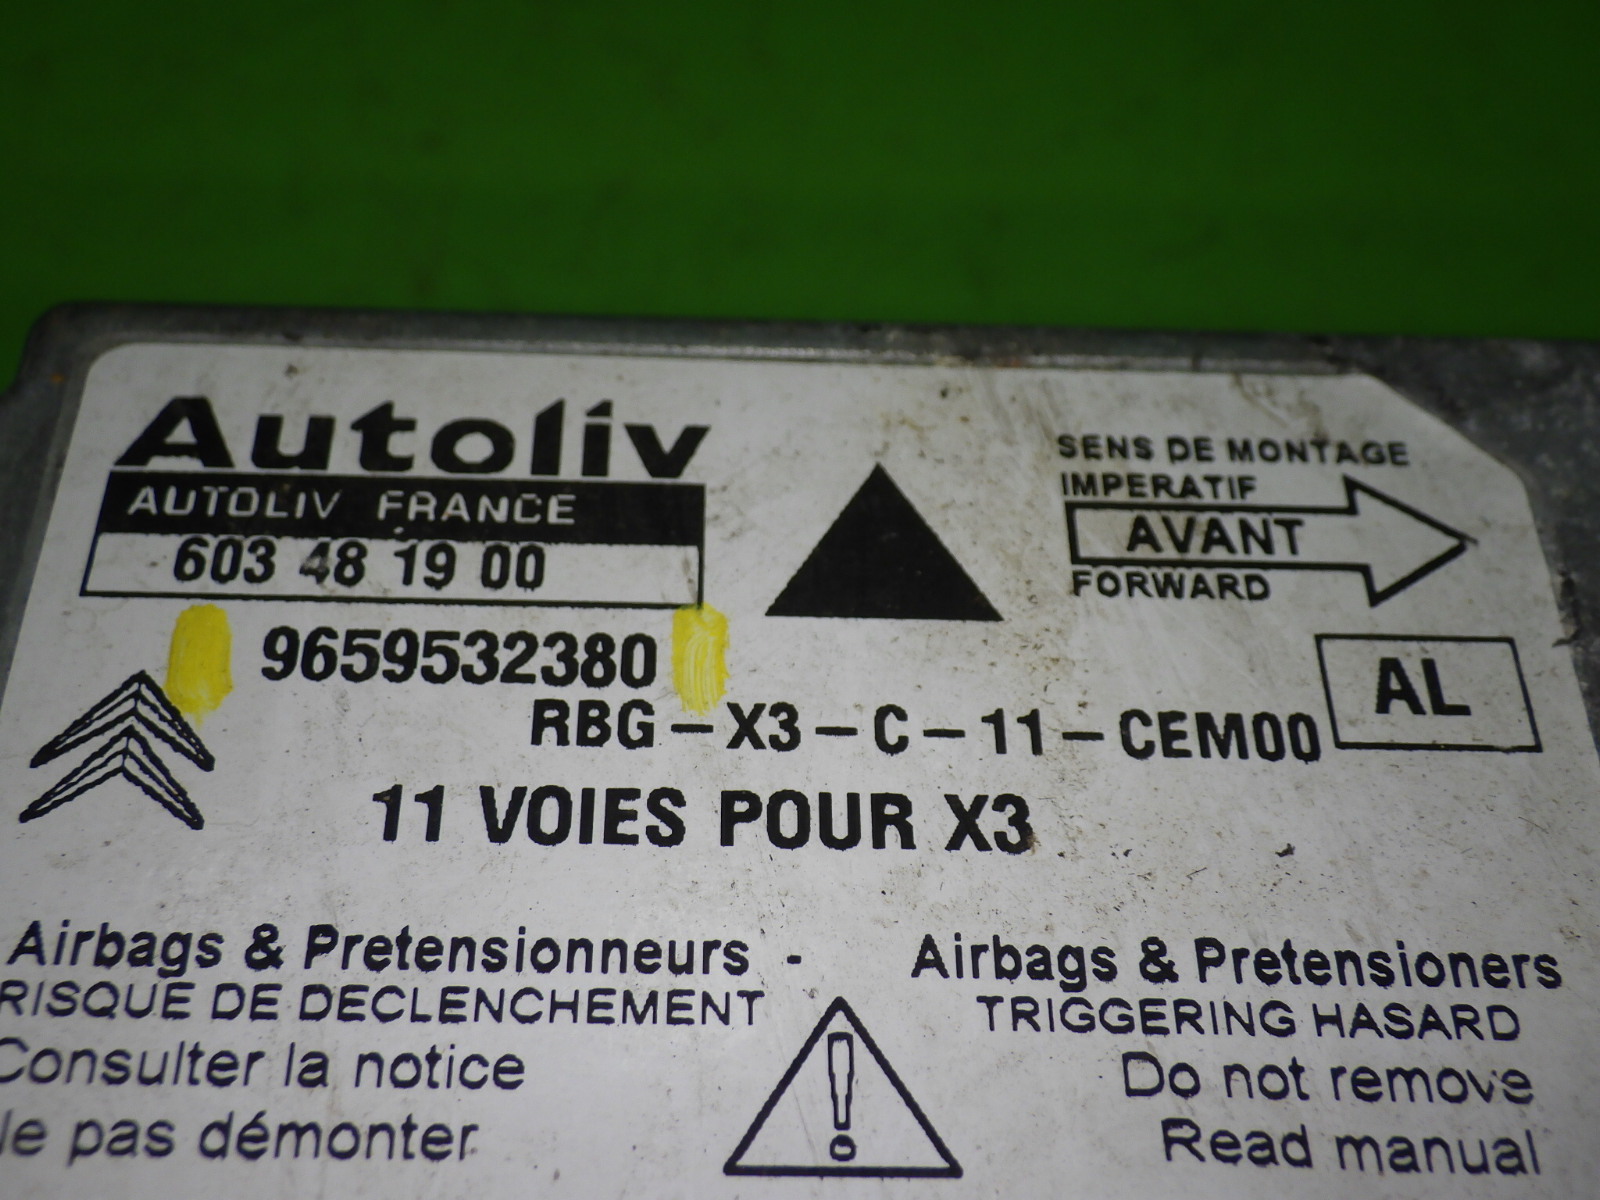 Autoliv
AUTOLIV FRANCE
603 48 19 00
SENS DE MONTAGE
IMPERATIF
AVANT
FORWARD
9659532380
AL
RBG-X3-C-11-CEM00
11 VOIES POUR X3
Airbags & Pretensionneurs - Airbags & Pretensioners
RISQUE DE DECLENCHEMENT
TRIGGERING HASARD
Consulter la notice
Do not remove
pas démonter
Read manual